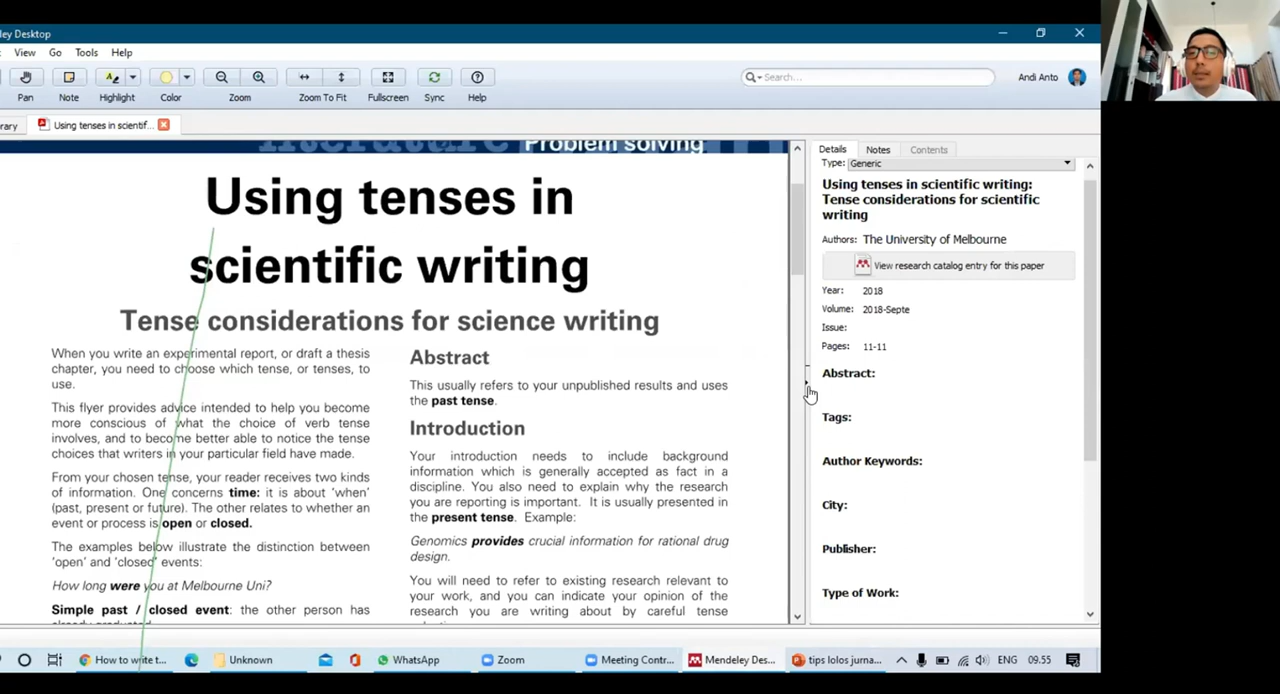 ley Desktop
View Go Tools Help
Pan Note Highlight Color Zoom Zoom To Fit Fullscreen Sync Help
Search...
Andi Anto
rary
Using tenses in scientif...
Problem solving
Using tenses in
scientific writing
Tense considerations for science writing
When you write an experimental report, or draft a thesis
chapter, you need to choose which tense, or tenses, to
use.
This flyer provides advice intended to help you become
more conscious of what the choice of verb tense
involves, and to become better able to notice the tense
choices that writers in your particular field have made.
From your chosen tense, your reader receives two kinds
of information. One concerns time: it is about 'when'
(past, present or future). The other relates to whether an
event or process is open or closed.
The examples below illustrate the distinction between
'open' and 'closed' events:
How long were you at Melbourne Uni?
Simple past / closed event: the other person has
Abstract
This usually refers to your unpublished results and uses
the past tense.
Introduction
Your introduction needs to include background
information which is generally accepted as fact in a
discipline. You also need to explain why the research
you are reporting is important. It is usually presented in
the present tense. Example:
Genomics provides crucial information for rational drug
design.
You will need to refer to existing research relevant to
your work, and you can indicate your opinion of the
research you are writing about by careful tense
Details Notes Contents
Type: Generic
Using tenses in scientific writing:
Tense considerations for scientific
writing
Authors: The University of Melbourne
View research catalog entry for this paper
Year: 2018
Volume: 2018-Septe
Issue:
Pages: 11-11
Abstract:
Tags:
Author Keywords:
City:
Publisher:
Type of Work:
How to write t... Unknown WhatsApp Zoom Meeting Contr... Mendeley Des... tips lolos jurna... ENG 09.55